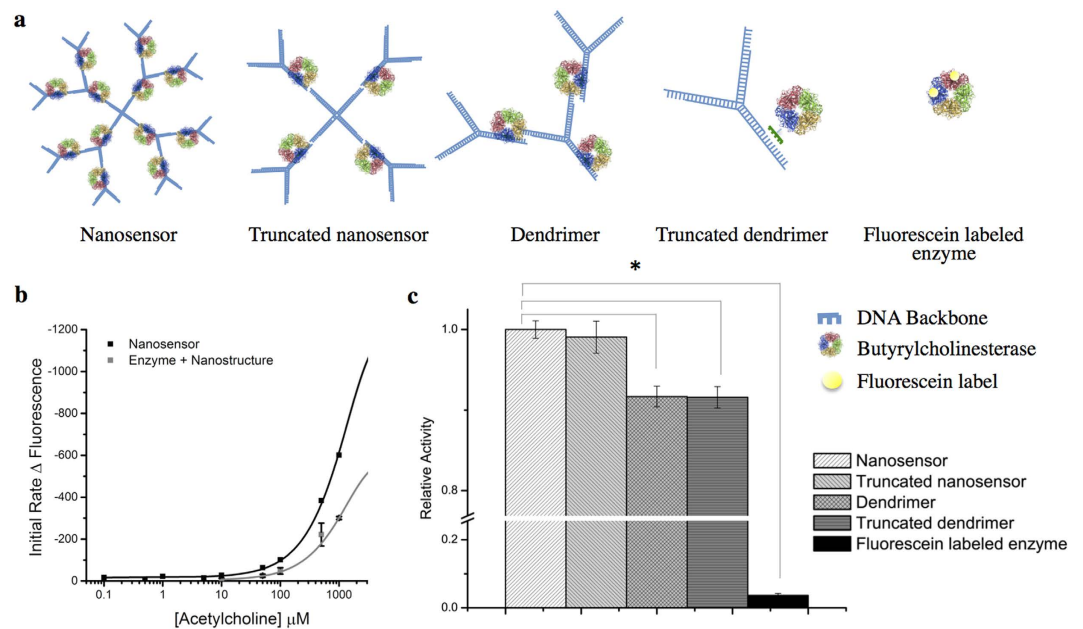 a
Nanosensor
Truncated nanosensor
Dendrimer
Truncated dendrimer
Fluorescein labeled
enzyme
b
-1200
-1000
-800
-600
-400
-200
0
Initial Rate Δ Fluorescence
Nanosensor
Enzyme + Nanostructure
0.1
1
10
100
1000
[Acetylcholine] μM
c
*
1.0
0.8
0.2
0.0
Relative Activity
DNA Backbone
Butyrylcholinesterase
Fluorescein label
Nanosensor
Truncated nanosensor
Dendrimer
Truncated dendrimer
Fluorescein labeled enzyme